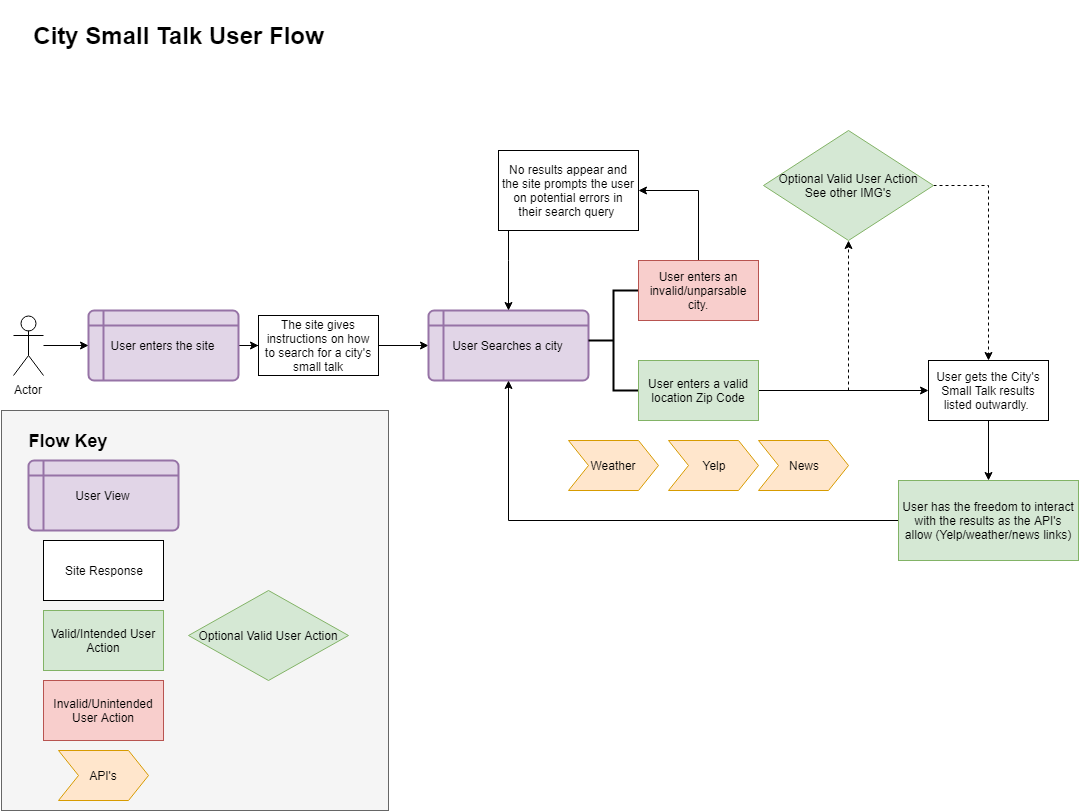 City Small Talk User Flow
No results appear and
the site prompts the user
on potential errors in
their search query
Optional Valid User Action
See other IMG's
User enters an
invalid/unparsable
city.
Actor
User enters the site
The site gives
instructions on how
to search for a city's
small talk
User Searches a city
User enters a valid
location Zip Code
User gets the City's
Small Talk results
listed outwardly.
Weather
Yelp
News
User has the freedom to interact
with the results as the API's
allow (Yelp/weather/news links)
Flow Key
User View
Site Response
Valid/Intended User
Action
Optional Valid User Action
Invalid/Unintended
User Action
API's